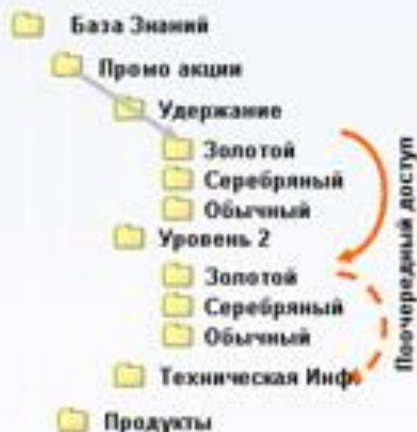 База Знаний
Промо акции
Удержание
Золотой
Серебряный
Обычный
Уровень 2
Золотой
Серебряный
Обычный
Техническая Инф
Продукты
Поочередный доступ